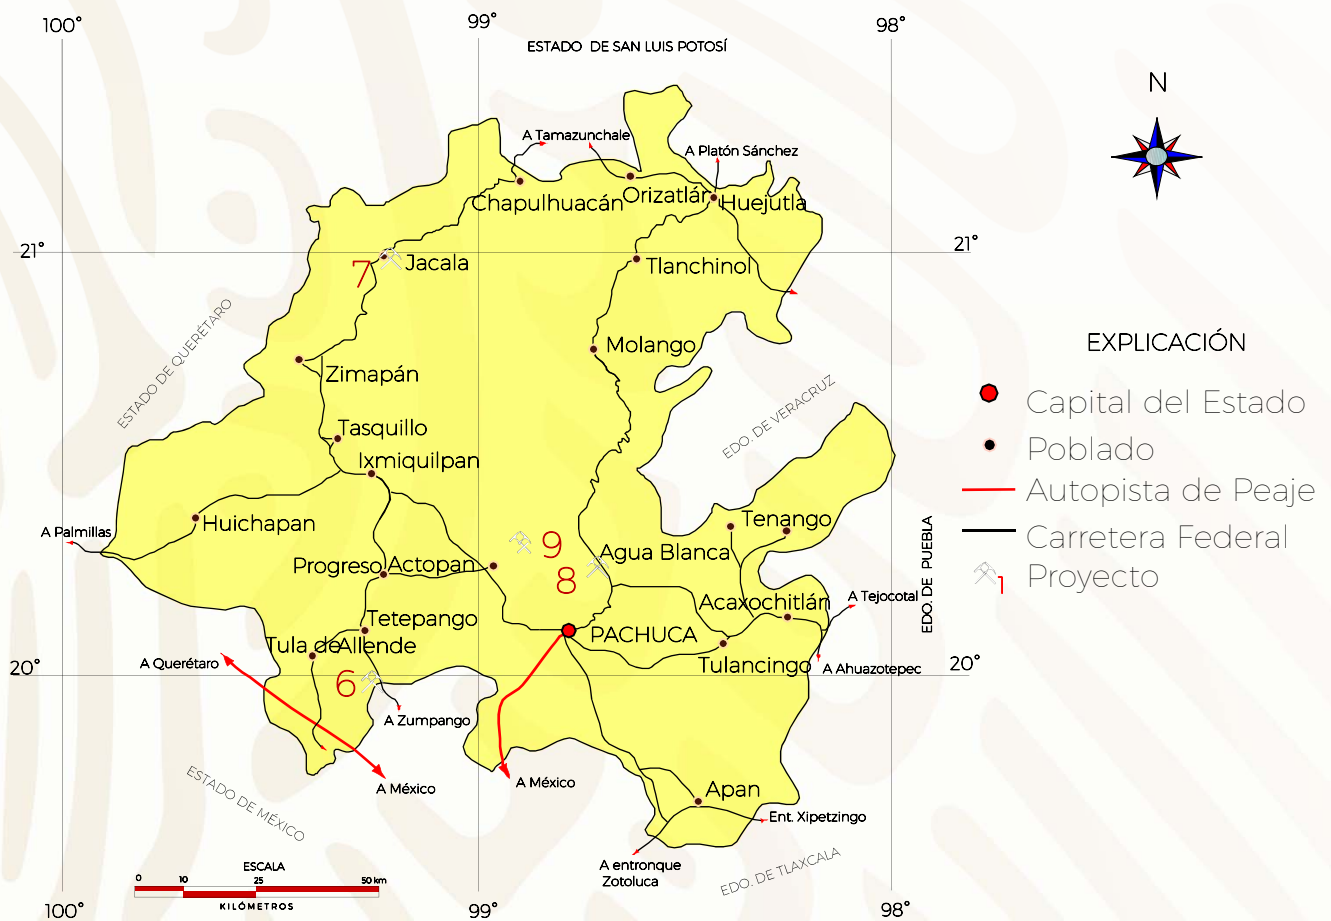 100°
99°
98°
ESTADO DE SAN LUIS POTOSÍ
N
A Tamazunchale
A Platón Sánchez
Chapulhuacán
Orizatlán
Huejutla
21°
21°
7
Jacala
Tlanchinol
ESTADO DE QUERÉTARO
Molango
Zimapán
EDO. DE VERACRUZ
EXPLICACIÓN
Capital del Estado
Poblado
Autopista de Peaje
Carretera Federal
1
Proyecto
Tasquillo
Ixmiquilpan
Huichapan
A Palmillas
Tenango
9
Agua Blanca
8
Progreso
Actopan
EDO. DE PUEBLA
A Tejocotal
Acaxochitlán
Tetepango
PACHUCA
Tula de Allende
A Querétaro
Tulancingo
A Ahuazotepec
20°
20°
6
A Zumpango
A México
A México
ESTADO DE MÉXICO
Apan
Ent. Xipetzingo
A entronque
Zotoluca
EDO. DE TLAXCALA
ESCALA
0 10 25 50 km
KILÓMETROS
100°
99°
98°